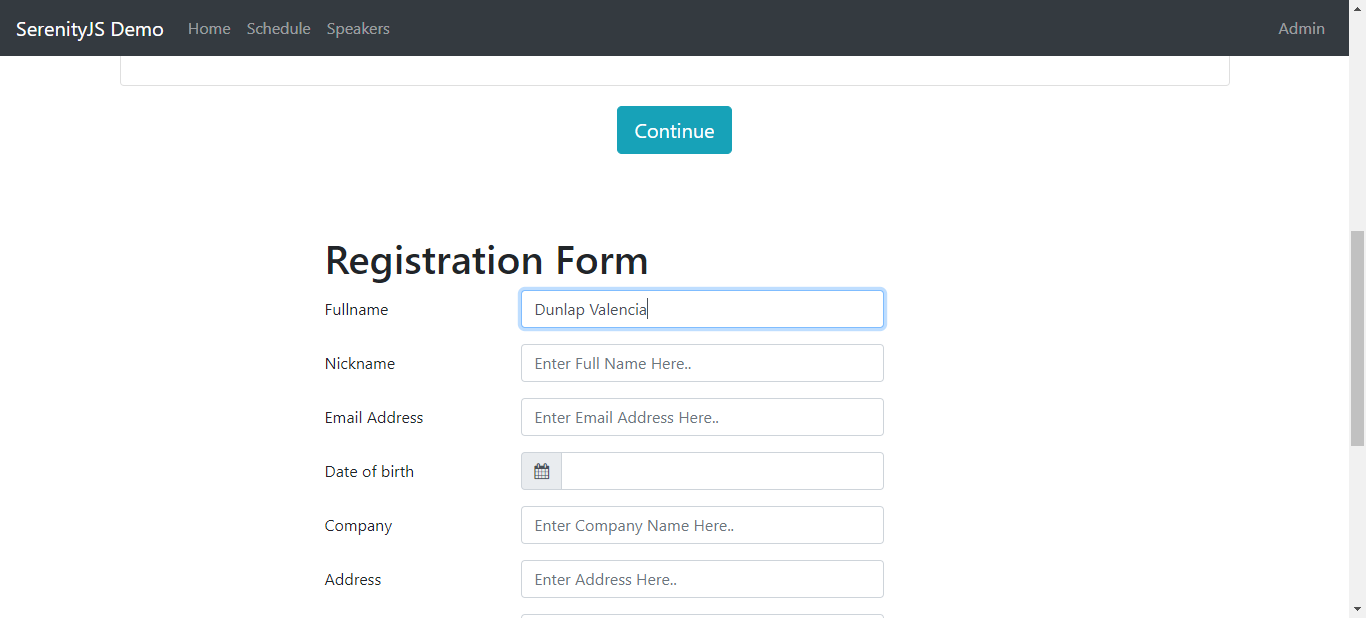 SerenityJS Demo Home Schedule Speakers Admin
Continue
Registration Form
Fullname Dunlap Valencia
Nickname Enter Full Name Here..
Email Address Enter Email Address Here..
Date of birth
Company Enter Company Name Here..
Address Enter Address Here..